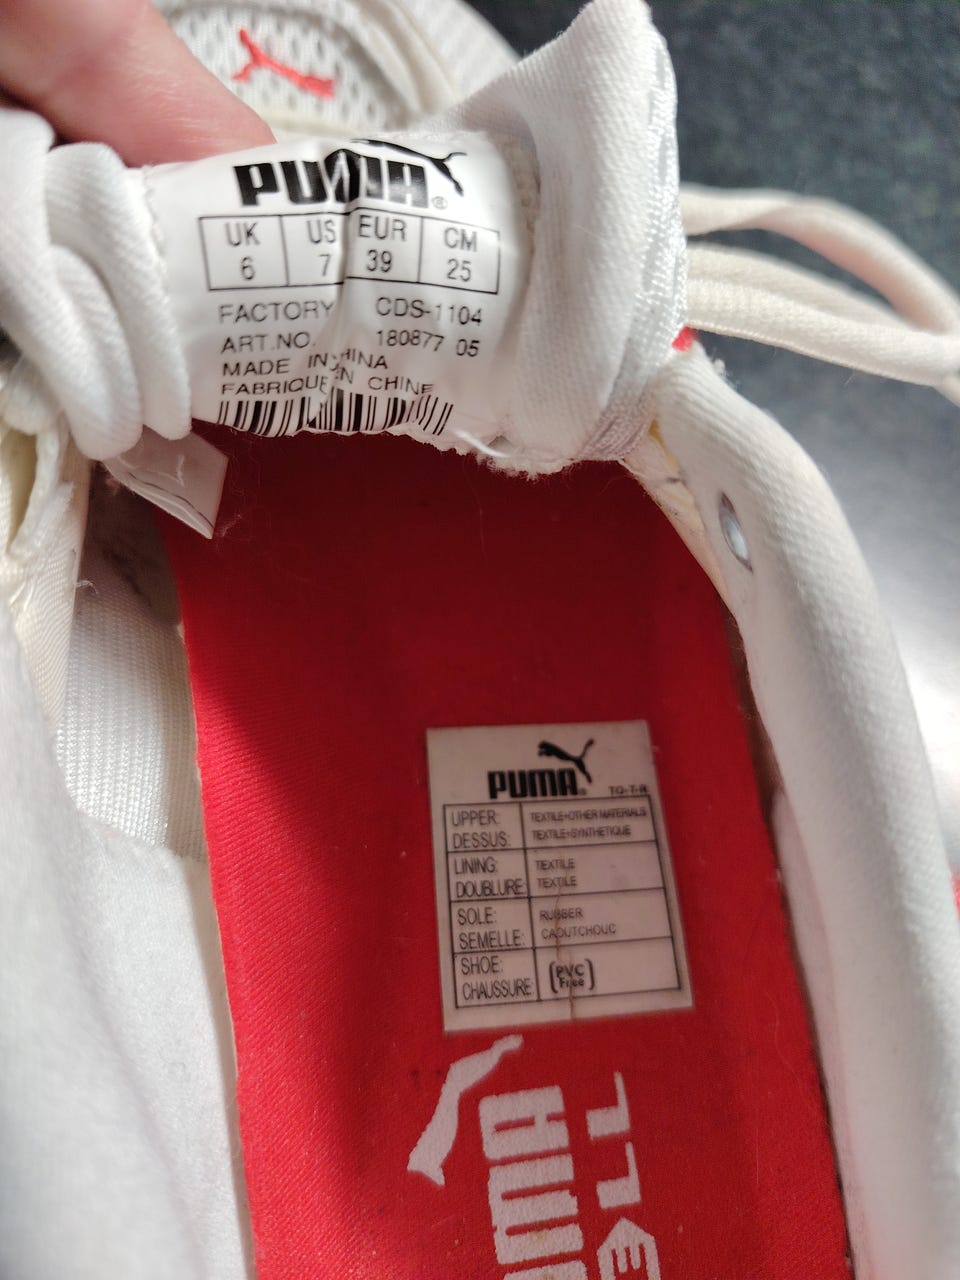 PUMA®
UK US EUR CM
6 7 39 25
FACTORY CDS-1104
ART.NO. 180877 05
MADE IN CHINA
FABRIQUE EN CHINE
PUMA® TQ-T-R
UPPER: TEXTILE+OTHER MATERIALS
DESSUS: TEXTILE+SYNTHETIQUE
LINING: TEXTILE
DOUBLURE: TEXTILE
SOLE: RUBBER
SEMELLE: CAOUTCHOUC
SHOE: PVC
CHAUSSURE: Free